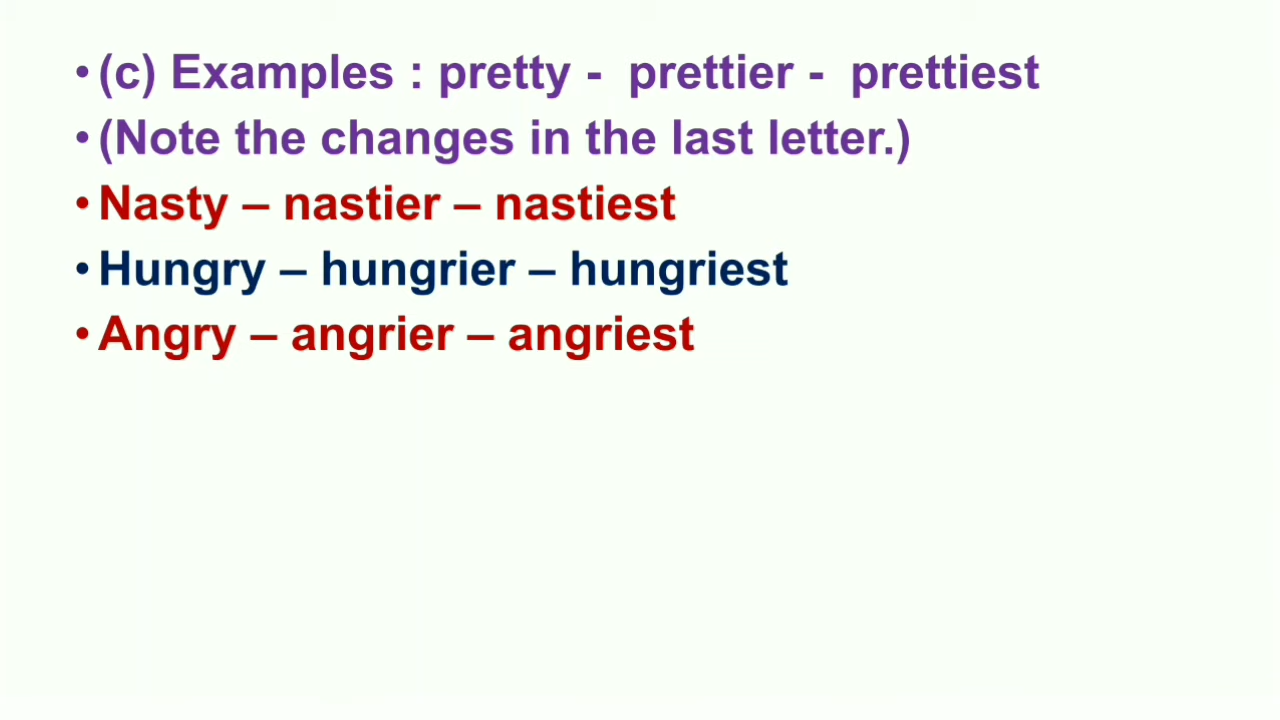 • (c) Examples : pretty - prettier - prettiest
• (Note the changes in the last letter.)
• Nasty – nastier – nastiest
• Hungry – hungrier – hungriest
• Angry – angrier – angriest